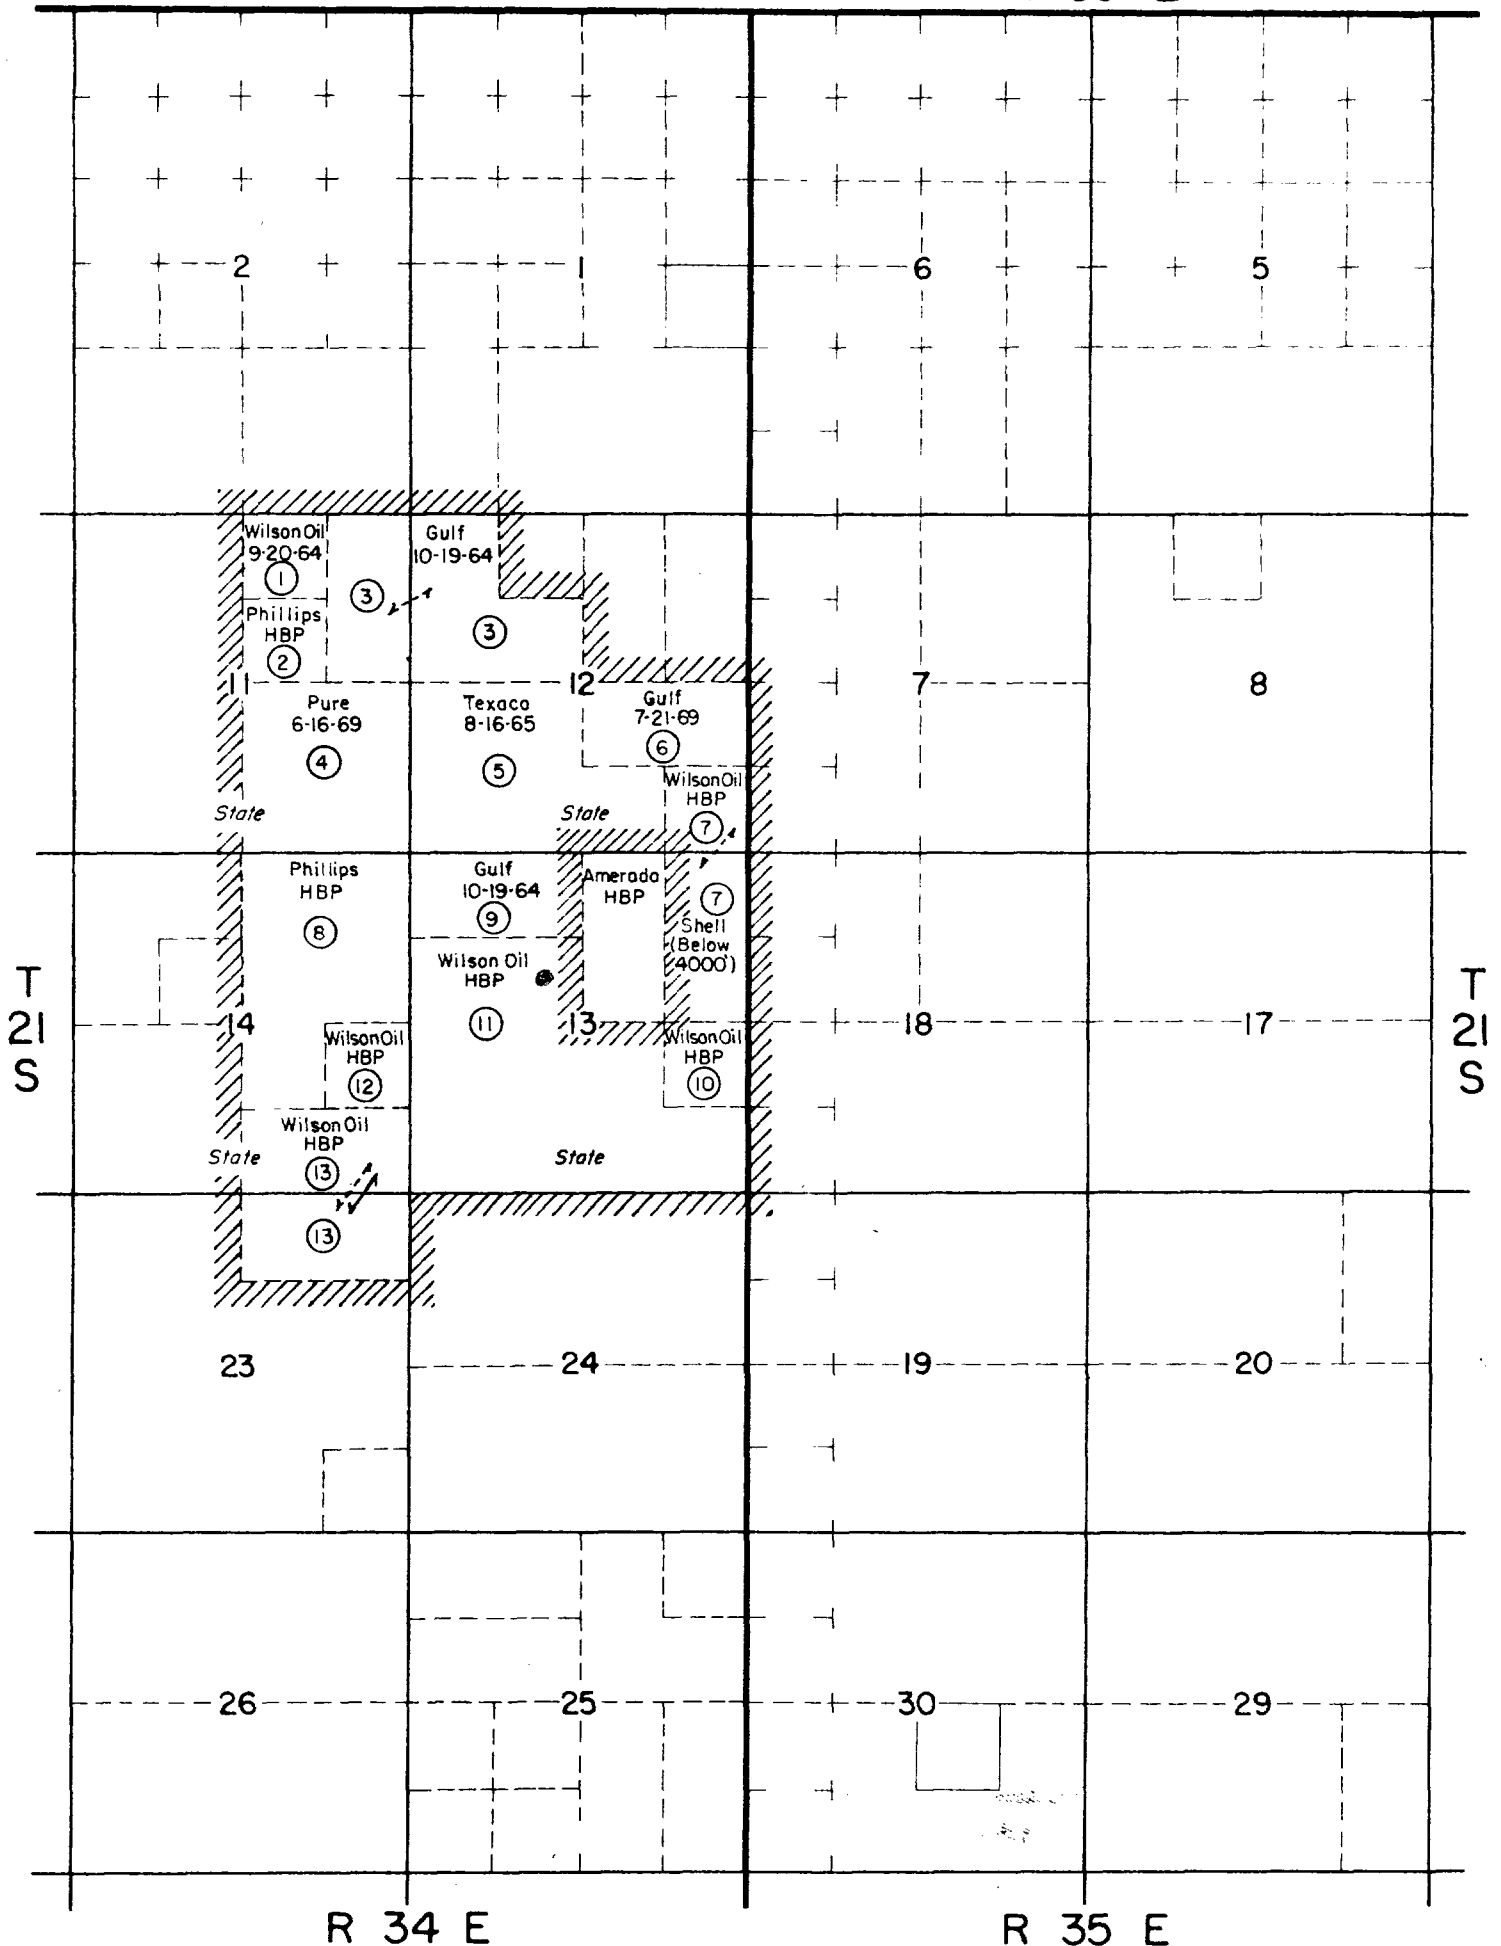 2 1 6 5
Wilson Oil
9-20-64
1
Gulf
10-19-64
3
Phillips
HBP
2
3
11 12 7 8
Pure
6-16-69
4
Texaco
8-16-65
5
Gulf
7-21-69
6
Wilson Oil
HBP
7
State State
Phillips
HBP
8
Gulf
10-19-64
9
Amerada
HBP
7
Shell
(Below
4000')
Wilson Oil
HBP
11
T
21
S
14 13 18 17
T
21
S
Wilson Oil
HBP
12
Wilson Oil
HBP
10
Wilson Oil
HBP
13
State State
13
23 24 19 20
26 25 30 29
R 34 E R 35 E